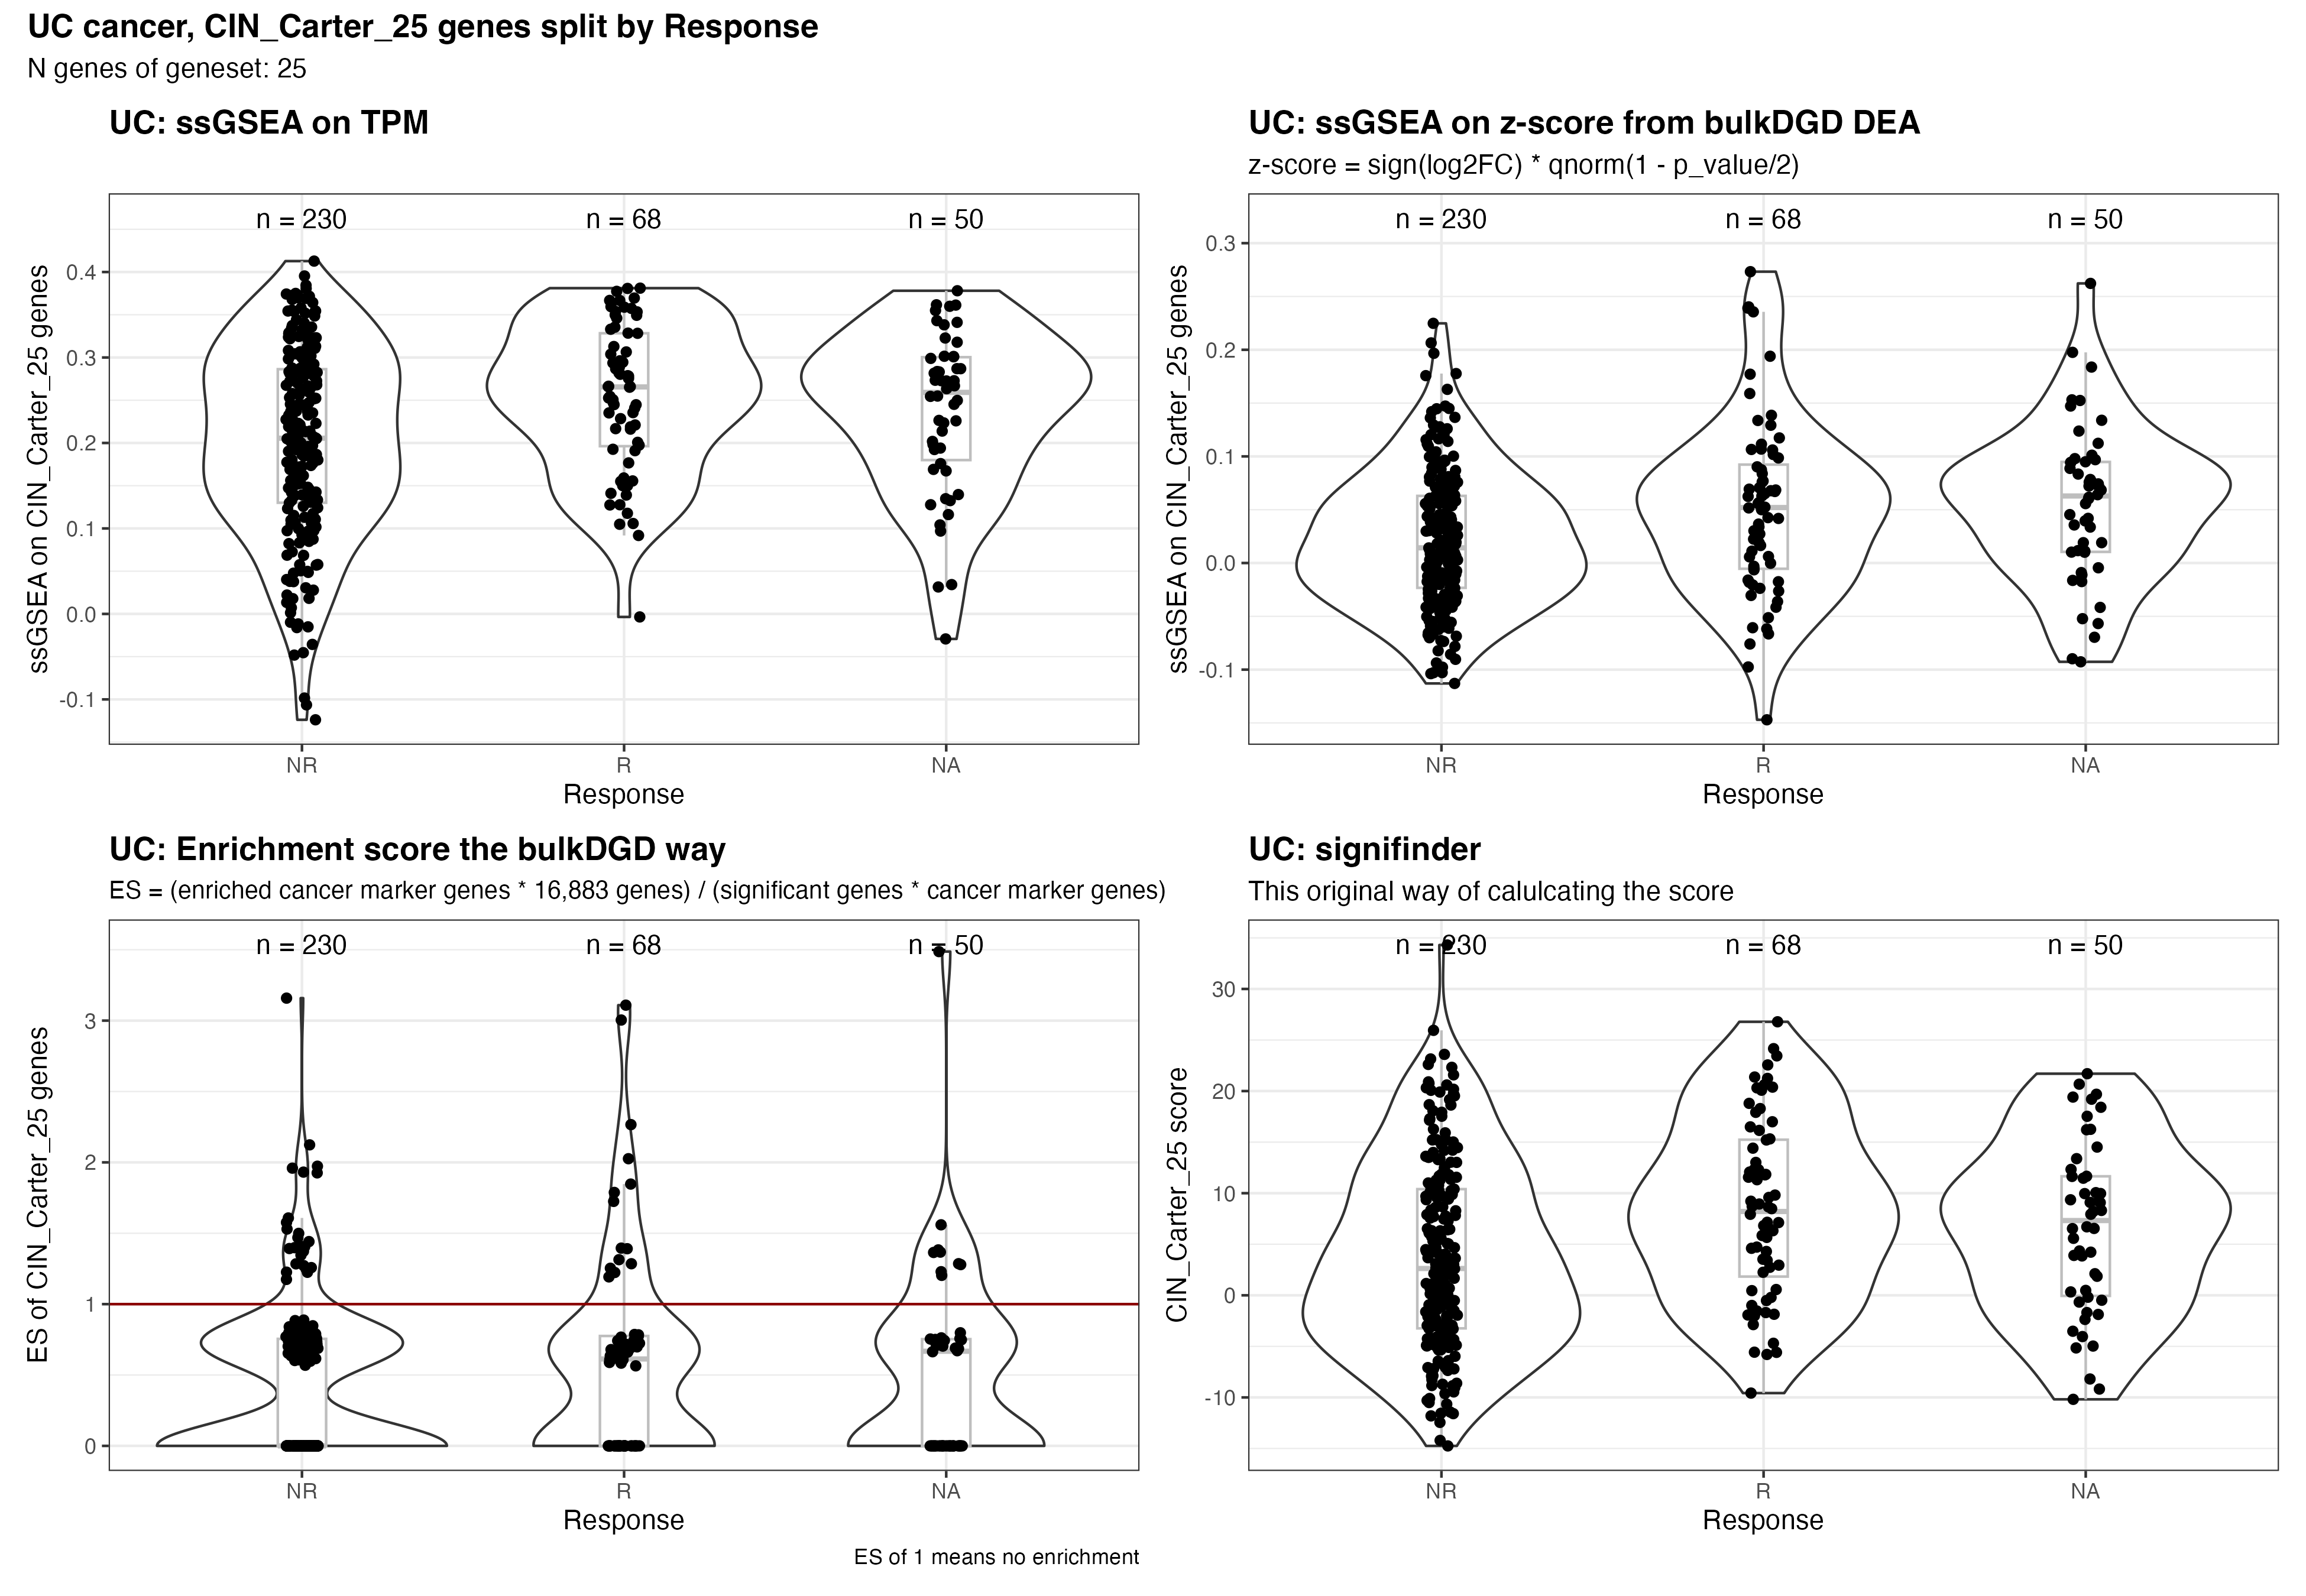 UC cancer, CIN_Carter_25 genes split by Response
N genes of geneset: 25
UC: ssGSEA on TPM
ssGSEA on CIN_Carter_25 genes
n = 230
n = 68
n = 50
0.4
0.3
0.2
0.1
0.0
-0.1
NR
R
NA
Response
UC: ssGSEA on z-score from bulkDGD DEA
z-score = sign(log2FC) * qnorm(1 - p_value/2)
ssGSEA on CIN_Carter_25 genes
n = 230
n = 68
n = 50
0.3
0.2
0.1
0.0
-0.1
NR
R
NA
Response
UC: Enrichment score the bulkDGD way
ES = (enriched cancer marker genes * 16,883 genes) / (significant genes * cancer marker genes)
ES of CIN_Carter_25 genes
n = 230
n = 68
n = 50
3
2
1
0
NR
R
NA
Response
ES of 1 means no enrichment
UC: signifinder
This original way of calulcating the score
CIN_Carter_25 score
n = 230
n = 68
n = 50
30
20
10
0
-10
NR
R
NA
Response